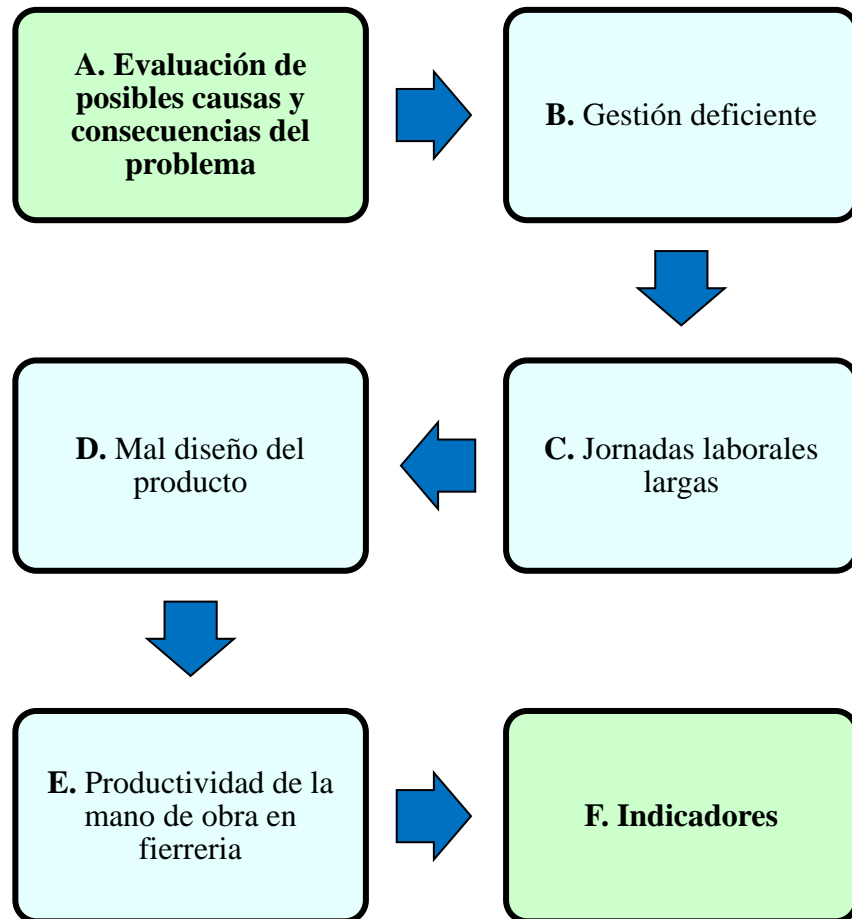 A. Evaluación de
posibles causas y
consecuencias del
problema
B. Gestión deficiente
C. Jornadas laborales
largas
D. Mal diseño del
producto
E. Productividad de la
mano de obra en
fierreria
F. Indicadores